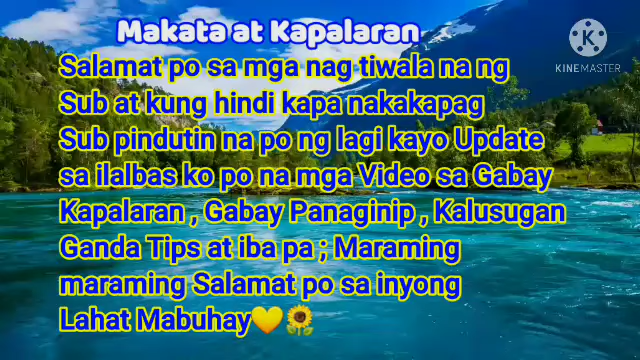 Makata at Kapalaran
Salamat po sa mga nag tiwala na ng
Sub at kung hindi kapa nakakapag
Sub pindutin na po ng lagi kayo Update
sa ilalbas ko po na mga Video sa Gabay
Kapalaran , Gabay Panaginip , Kalusugan
Ganda Tips at iba pa ; Maraming
maraming Salamat po sa inyong
Lahat Mabuhay💛🌻
KINEMASTER